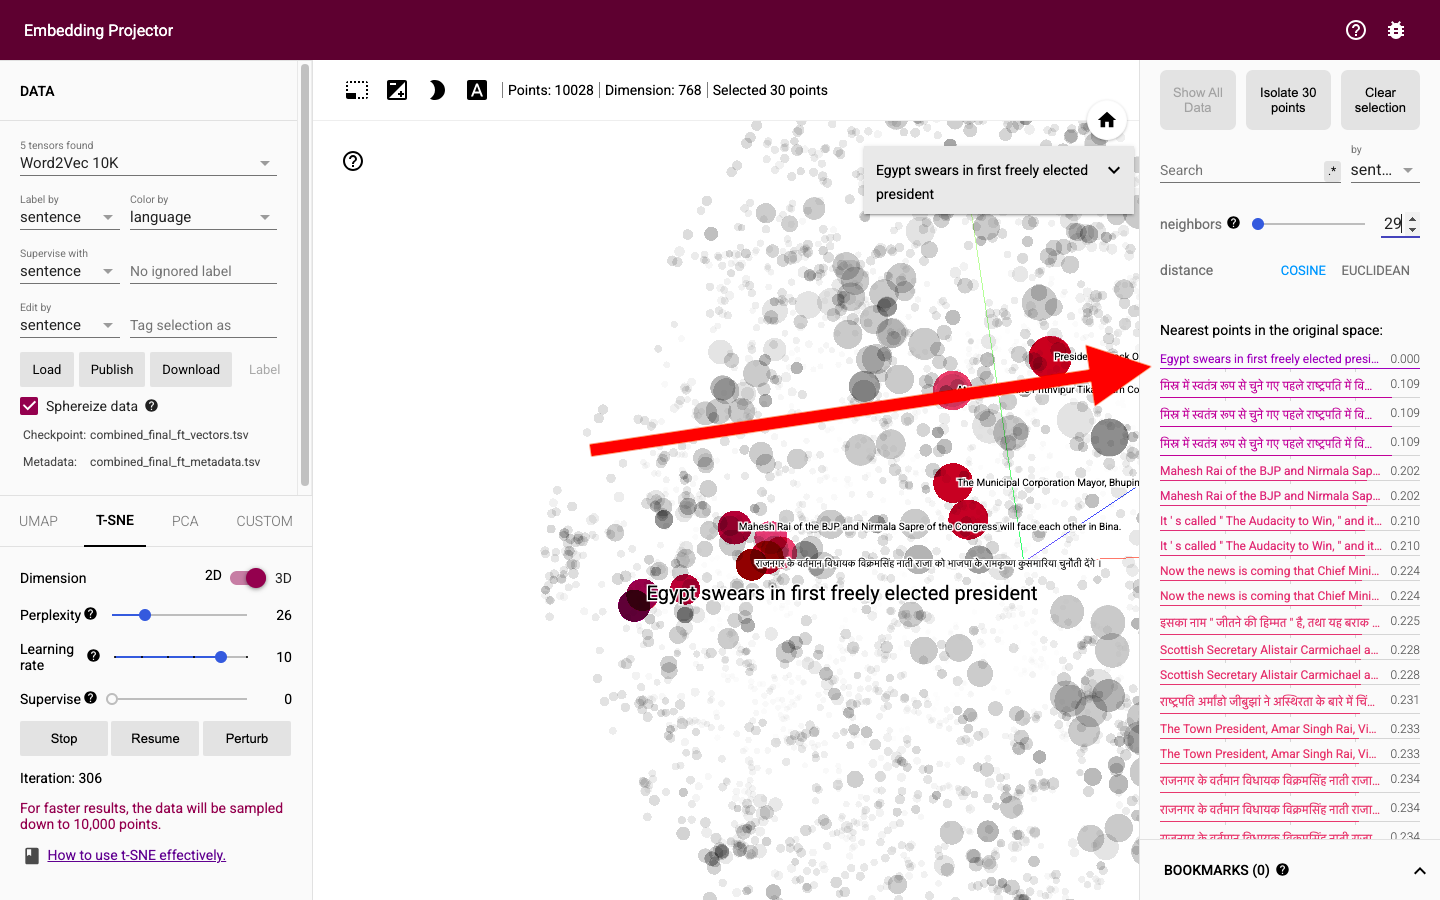 Embedding Projector
DATA
5 tensors found
Word2Vec 10K
Label by
sentence
Color by
language
Supervise with
sentence
No ignored label
Edit by
sentence
Tag selection as
Load
Publish
Download
Label
Sphereize data
Checkpoint: combined_final_ft_vectors.tsv
Metadata: combined_final_ft_metadata.tsv
UMAP
T-SNE
PCA
CUSTOM
Dimension
2D
3D
Perplexity
26
Learning
rate
10
Supervise
0
Stop
Resume
Perturb
Iteration: 306
For faster results, the data will be sampled
down to 10,000 points.
How to use t-SNE effectively.
Points: 10028
Dimension: 768
Selected 30 points
Egypt swears in first freely elected
president
The Municipal Corporation Mayor, Bhupin
Mahesh Rai of the BJP and Nirmala Sapre of the Congress will face each other in Bina.
राजनगर के वर्तमान विधायक विक्रमसिंह नाती राजा को भाजपा के रामकृष्ण कुसमारिया चुनौती देंगे ।
Egypt swears in first freely elected president
Show All
Data
Isolate 30
points
Clear
selection
Search
.*
by
sent...
neighbors
29
distance
COSINE
EUCLIDEAN
Nearest points in the original space:
Egypt swears in first freely elected presi... 0.000
मिस्र में स्वतंत्र रूप से चुने गए पहले राष्ट्रपति में वि... 0.109
मिस्र में स्वतंत्र रूप से चुने गए पहले राष्ट्रपति में वि... 0.109
मिस्र में स्वतंत्र रूप से चुने गए पहले राष्ट्रपति में वि... 0.109
Mahesh Rai of the BJP and Nirmala Sap... 0.202
Mahesh Rai of the BJP and Nirmala Sap... 0.202
It ' s called " The Audacity to Win, " and it... 0.210
It ' s called " The Audacity to Win, " and it... 0.210
Now the news is coming that Chief Mini... 0.224
Now the news is coming that Chief Mini... 0.224
इसका नाम " जीतने की हिम्मत " है, तथा यह बराक ... 0.225
Scottish Secretary Alistair Carmichael a... 0.228
Scottish Secretary Alistair Carmichael a... 0.228
राष्ट्रपति अर्मांडो जीबुझां ने अस्थिरता के बारे में चिं... 0.231
The Town President, Amar Singh Rai, Vi... 0.233
The Town President, Amar Singh Rai, Vi... 0.233
राजनगर के वर्तमान विधायक विक्रमसिंह नाती राजा... 0.234
राजनगर के वर्तमान विधायक विक्रमसिंह नाती राजा... 0.234
राजनगर के वर्तमान विधायक विक्रमसिंह नाती राजा... 0.234
BOOKMARKS (0)